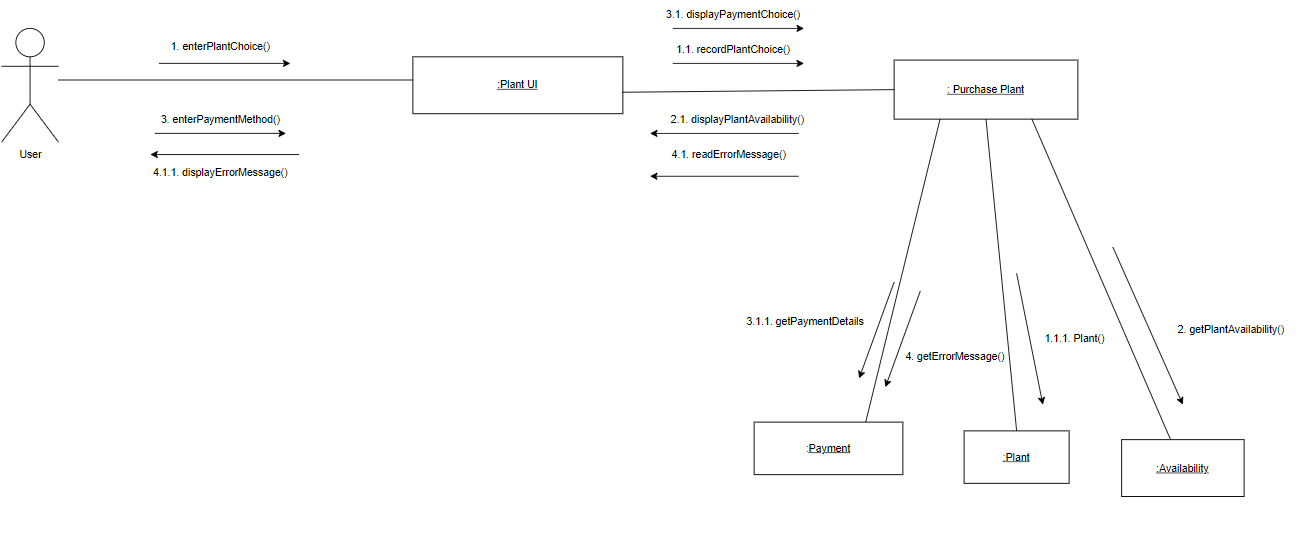 3.1. displayPaymentChoice()
1. enterPlantChoice()
1.1. recordPlantChoice()
:Plant UI
: Purchase Plant
3. enterPaymentMethod()
2.1. displayPlantAvailability()
User
4.1. readErrorMessage()
4.1.1. displayErrorMessage()
3.1.1. getPaymentDetails
2. getPlantAvailability()
1.1.1. Plant()
4. getErrorMessage()
:Payment
:Plant
:Availability